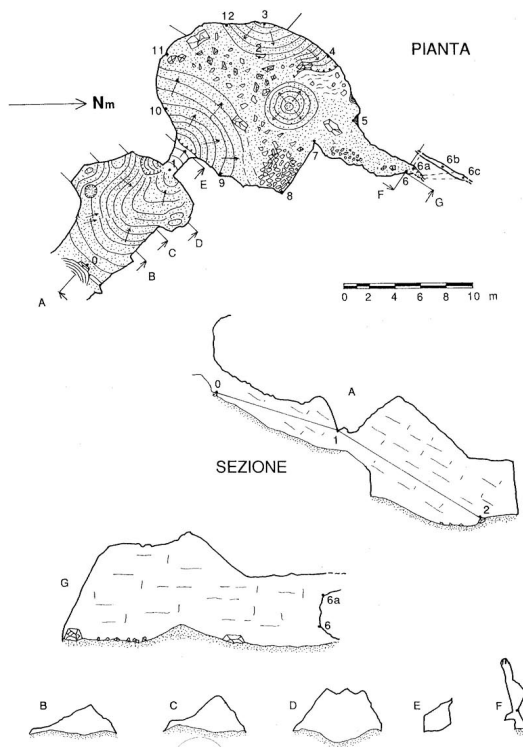 PIANTA
12 3
11 2 4
10 5
Nm
1 7
E 9 8
6 6a 6b 6c
F G
0
D
C
B
A
0 2 4 6 8 10 m
A
0
1
2
SEZIONE
G
6a
6
B C D E F